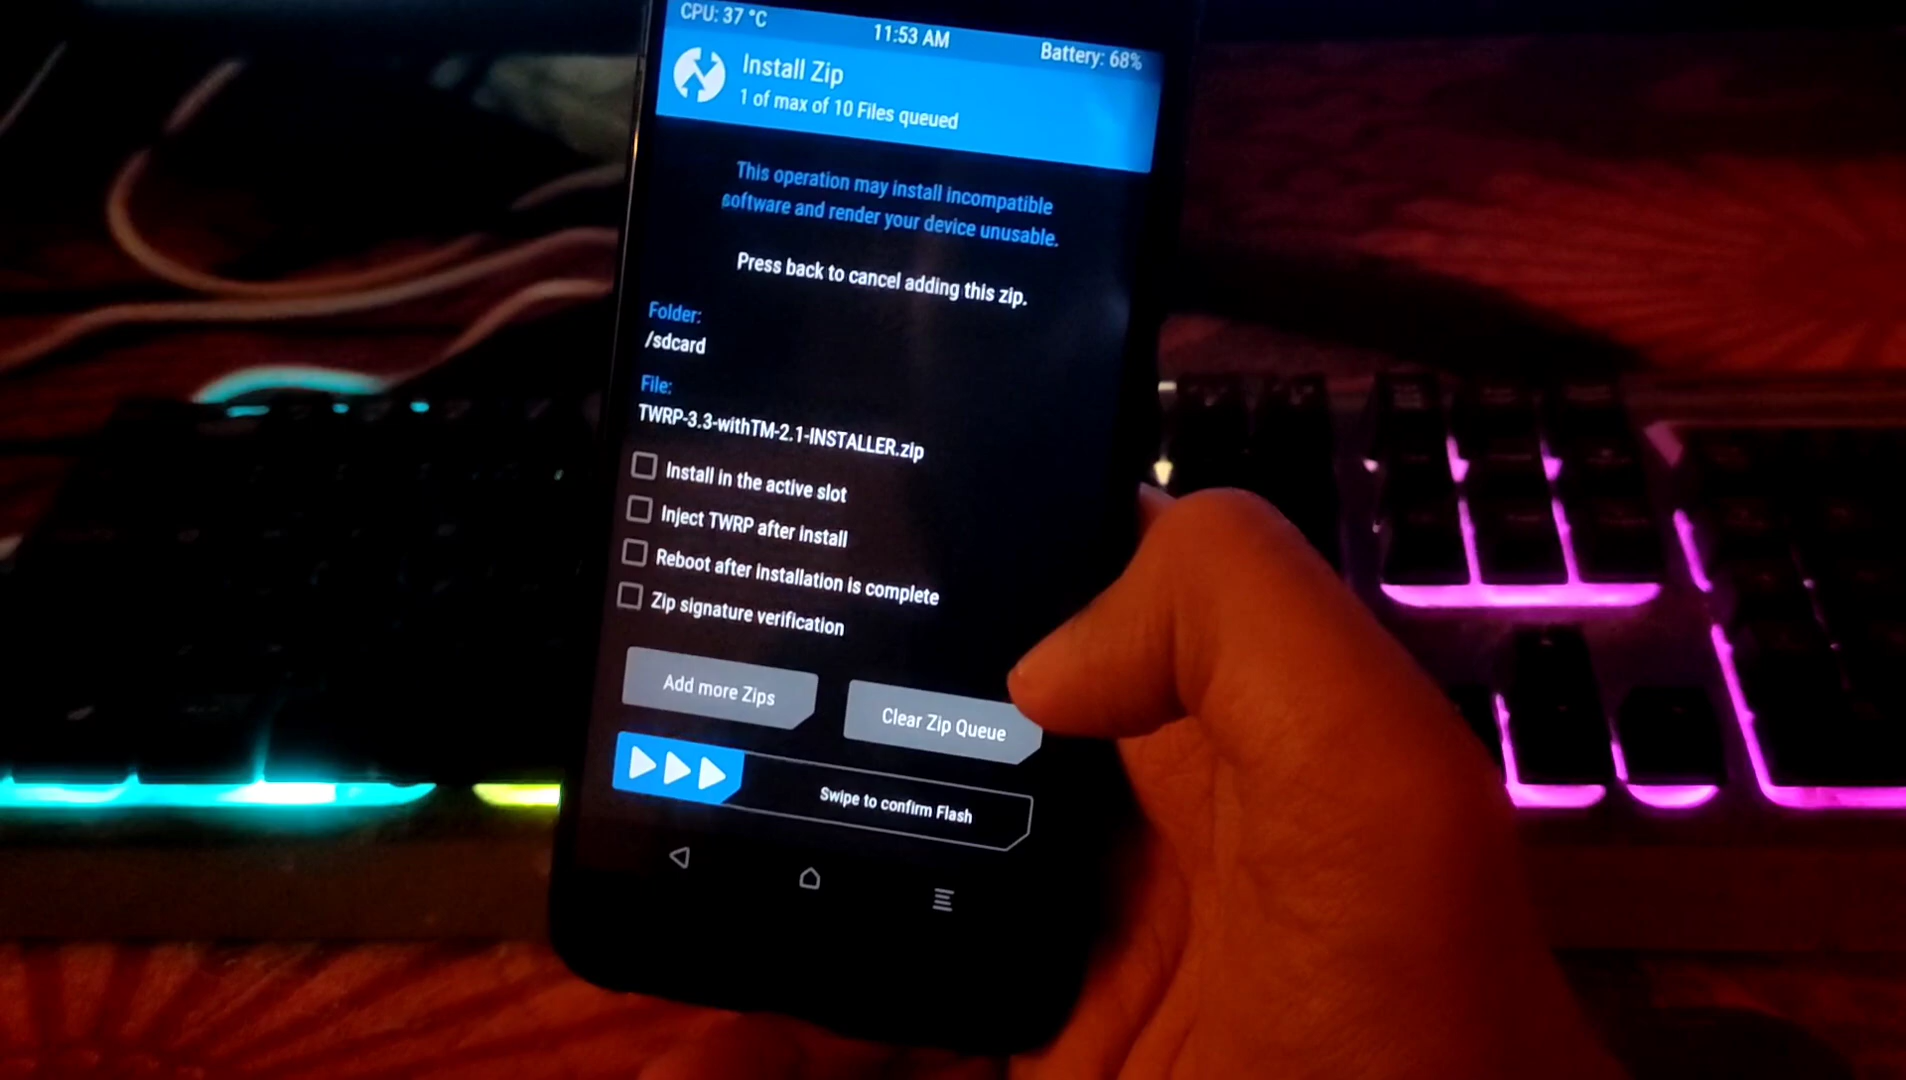 CPU: 37 °C
11:53 AM
Battery: 68%
Install Zip
1 of max of 10 Files queued
This operation may install incompatible
software and render your device unusable.
Press back to cancel adding this zip.
Folder:
/sdcard
File:
TWRP-3.3-withTM-2.1-INSTALLER.zip
Install in the active slot
Inject TWRP after install
Reboot after installation is complete
Zip signature verification
Add more Zips
Clear Zip Queue
Swipe to confirm Flash